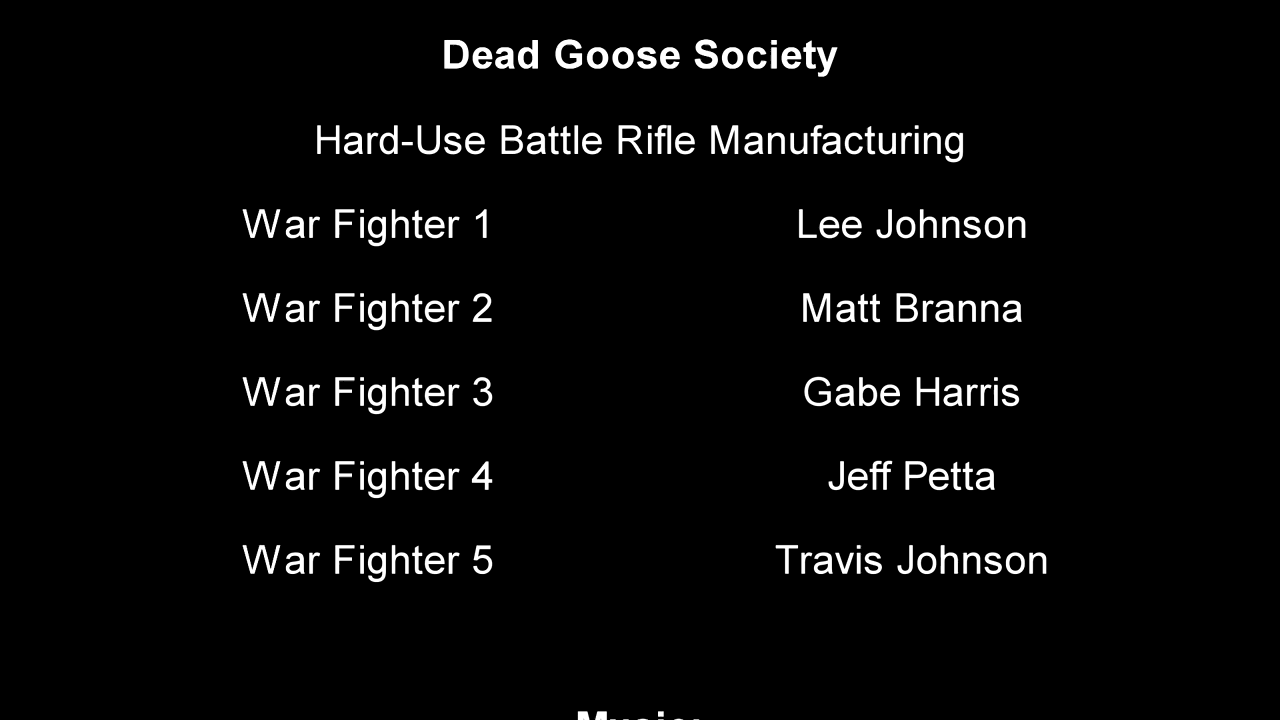 Dead Goose Society
Hard-Use Battle Rifle Manufacturing
War Fighter 1 Lee Johnson
War Fighter 2 Matt Branna
War Fighter 3 Gabe Harris
War Fighter 4 Jeff Petta
War Fighter 5 Travis Johnson
Music: